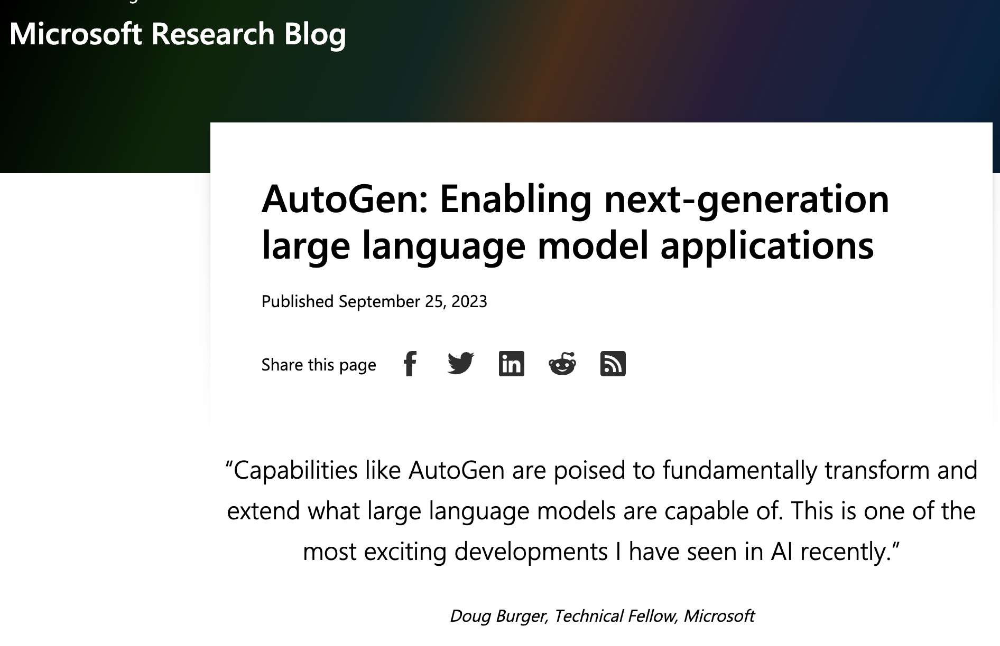 Microsoft Research Blog
AutoGen: Enabling next-generation
large language model applications
Published September 25, 2023
Share this page
“Capabilities like AutoGen are poised to fundamentally transform and
extend what large language models are capable of. This is one of the
most exciting developments I have seen in AI recently.”
Doug Burger, Technical Fellow, Microsoft